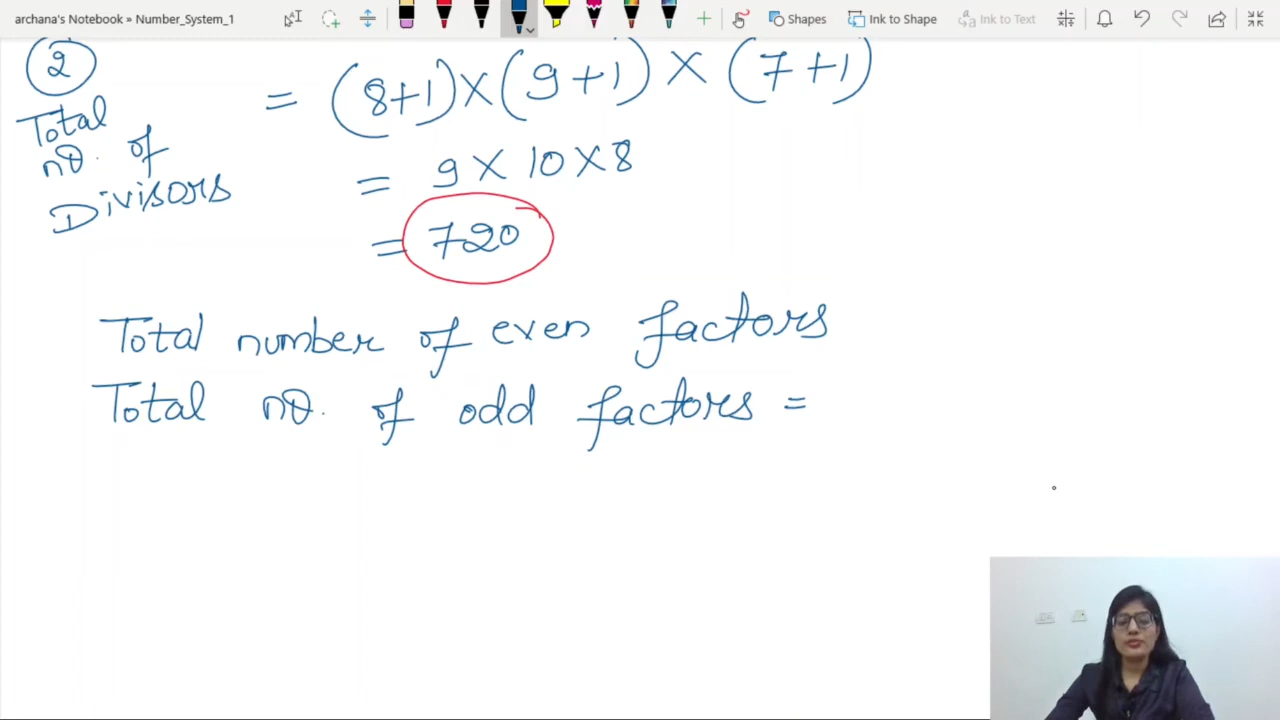 archana's Notebook » Number_System_1
Shapes
Ink to Shape
Ink to Text
2
Total no. of Divisors
= (8+1)×(9+1)×(7+1)
= 9×10×8
= 720
Total number of even factors
Total no. of odd factors =